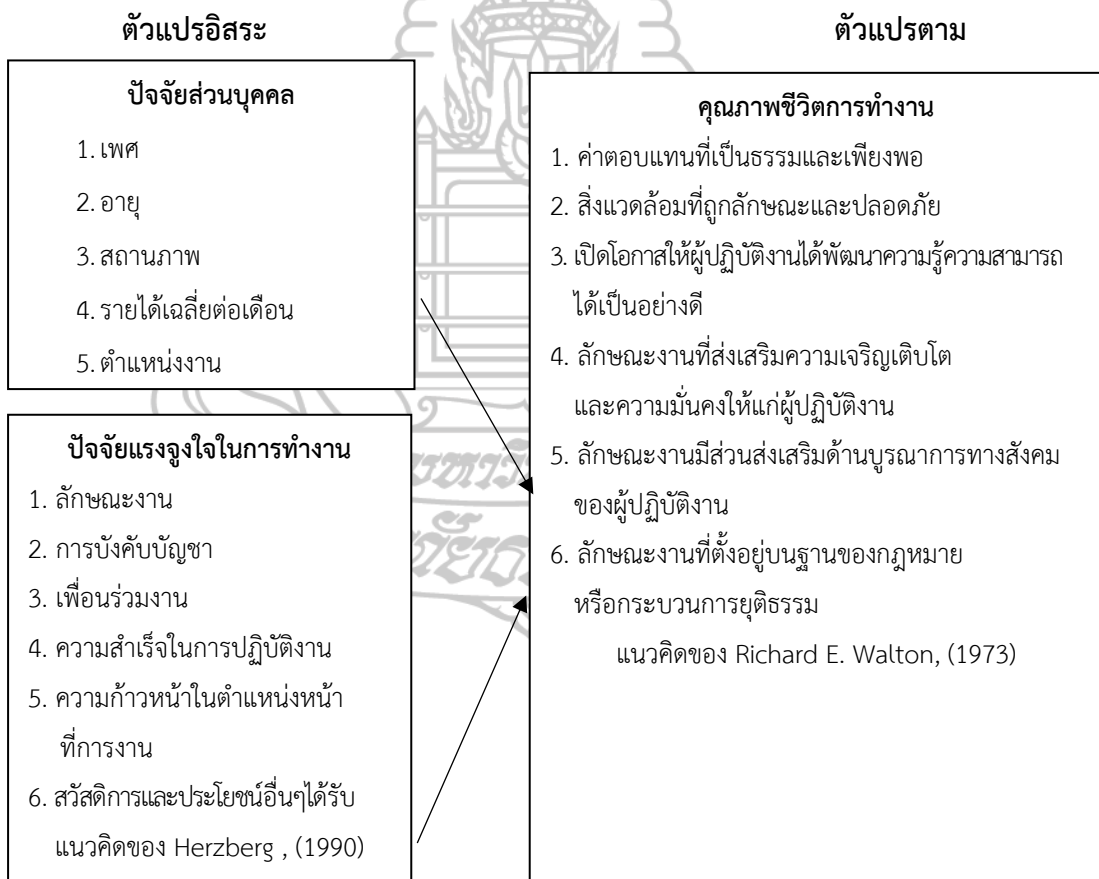 ตัวแปรอิสระ
ตัวแปรตาม
ปัจจัยส่วนบุคคล
1. เพศ
2. อายุ
3. สถานภาพ
4. รายได้เฉลี่ยต่อเดือน
5. ตำแหน่งงาน
ปัจจัยแรงจูงใจในการทำงาน
1. ลักษณะงาน
2. การบังคับบัญชา
3. เพื่อนร่วมงาน
4. ความสำเร็จในการปฏิบัติงาน
5. ความก้าวหน้าในตำแหน่งหน้า
ที่การงาน
6. สวัสดิการและประโยชน์อื่นๆได้รับ
แนวคิดของ Herzberg , (1990)
คุณภาพชีวิตการทำงาน
1. ค่าตอบแทนที่เป็นธรรมและเพียงพอ
2. สิ่งแวดล้อมที่ถูกลักษณะและปลอดภัย
3. เปิดโอกาสให้ผู้ปฏิบัติงานได้พัฒนาความรู้ความสามารถ
ได้เป็นอย่างดี
4. ลักษณะงานที่ส่งเสริมความเจริญเติบโต
และความมั่นคงให้แก่ผู้ปฏิบัติงาน
5. ลักษณะงานมีส่วนส่งเสริมด้านบูรณาการทางสังคม
ของผู้ปฏิบัติงาน
6. ลักษณะงานที่ตั้งอยู่บนฐานของกฎหมาย
หรือกระบวนการยุติธรรม
แนวคิดของ Richard E. Walton, (1973)